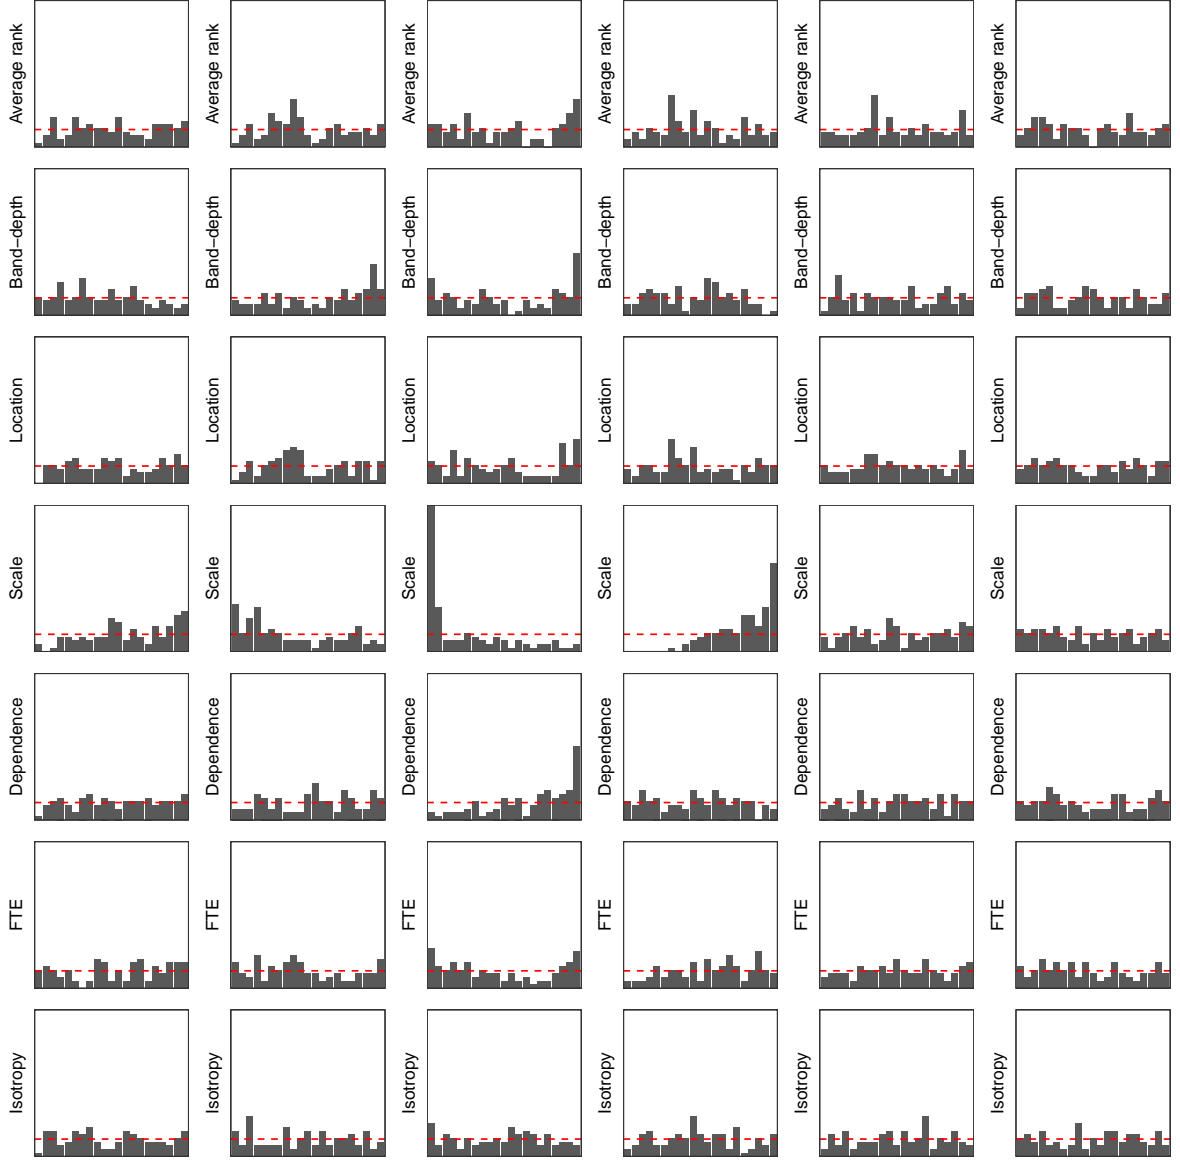 Average rank Average rank Average rank Average rank Average rank Average rank
Band−depth Band−depth Band−depth Band−depth Band−depth Band−depth
Location Location Location Location Location Location
Scale Scale Scale Scale Scale Scale
Dependence Dependence Dependence Dependence Dependence Dependence
FTE FTE FTE FTE FTE FTE
Isotropy Isotropy Isotropy Isotropy Isotropy Isotropy